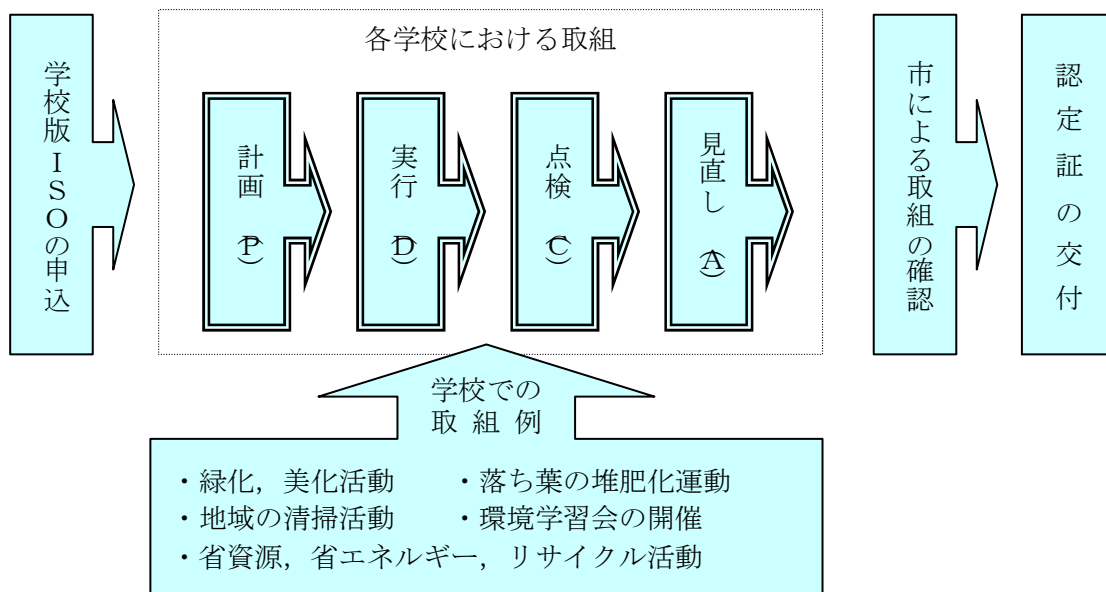 学校版ISOの申込
各学校における取組
計画(P)
実行(D)
点検(C)
見直し(A)
市による取組の確認
認定証の交付
学校での
取組例
・緑化，美化活動
・落ち葉の堆肥化運動
・地域の清掃活動
・環境学習会の開催
・省資源，省エネルギー，リサイクル活動